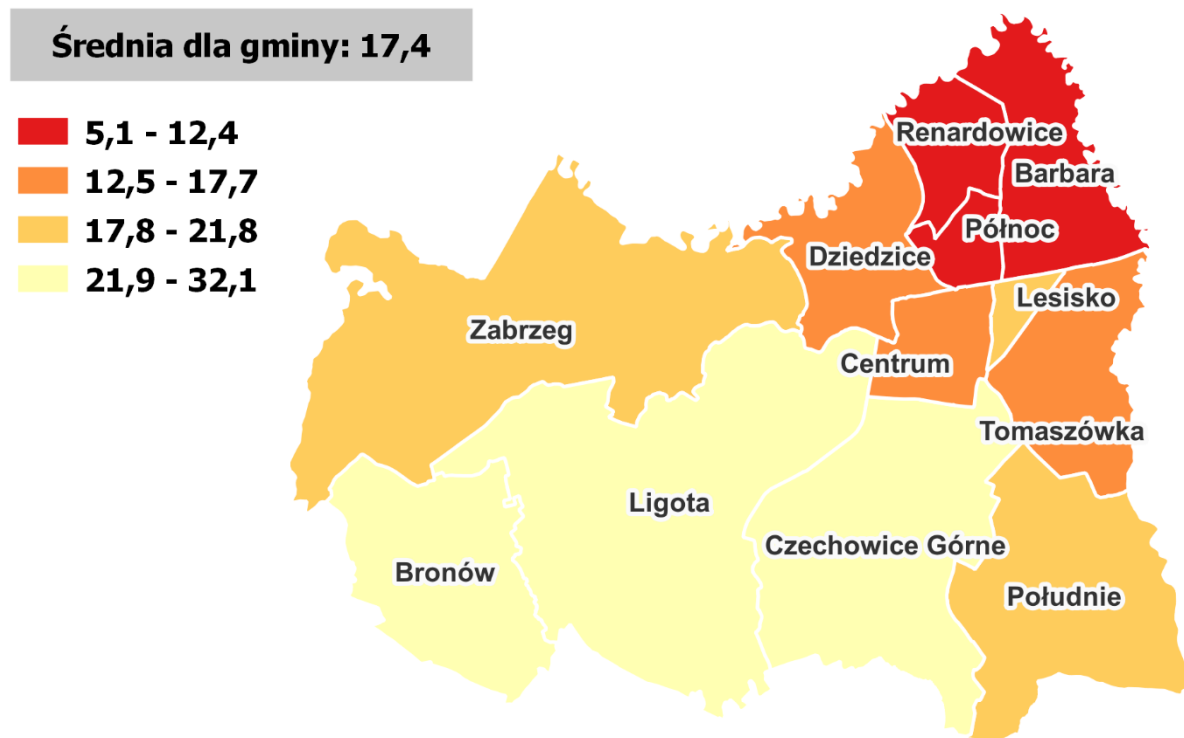 Średnia dla gminy: 17,4
5,1 - 12,4
12,5 - 17,7
17,8 - 21,8
21,9 - 32,1
Renardowice
Barbara
Północ
Dziedzice
Lesisko
Zabrzeg
Centrum
Tomaszówka
Ligota
Czechowice Górne
Bronów
Południe